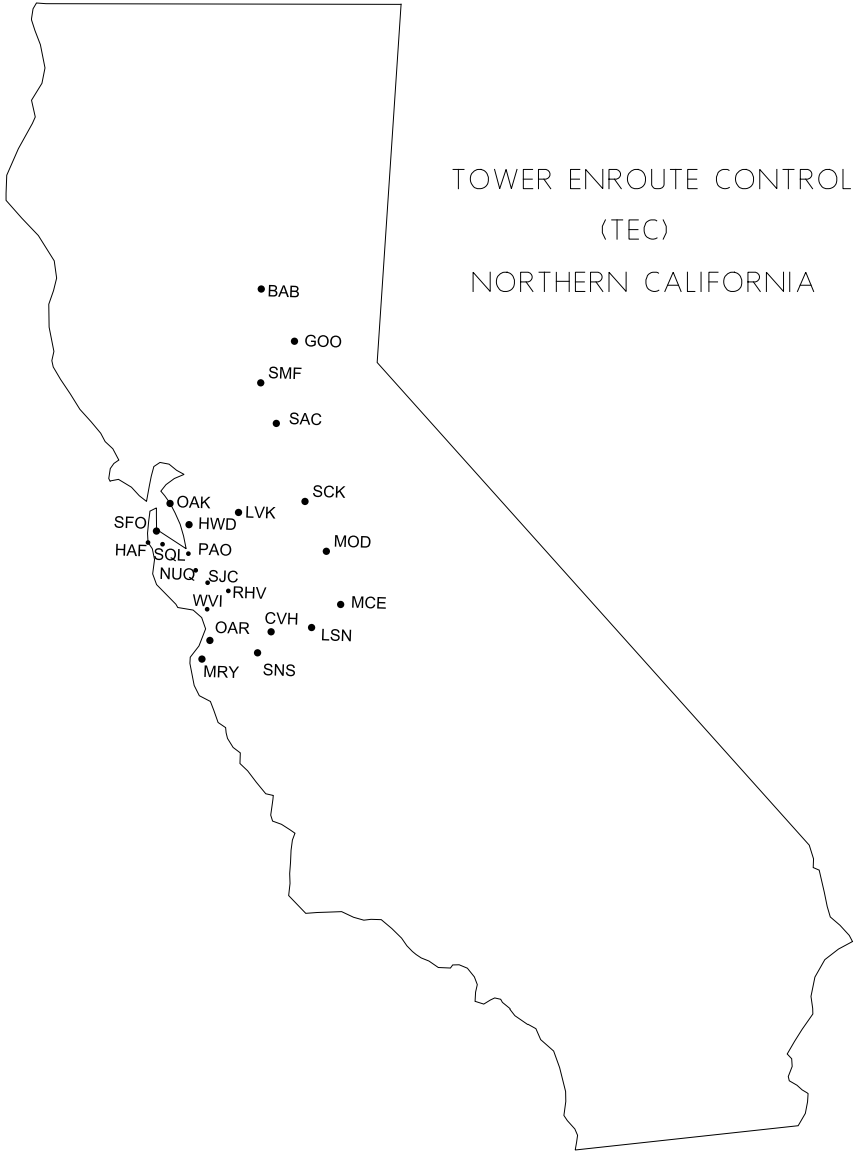 TOWER ENROUTE CONTROL
(TEC)
NORTHERN CALIFORNIA
BAB
GOO
SMF
SAC
SCK
OAK
LVK
SFO
HWD
MOD
HAF
SQL
PAO
NUQ
SJC
RHV
WVI
MCE
CVH
OAR
LSN
MRY
SNS